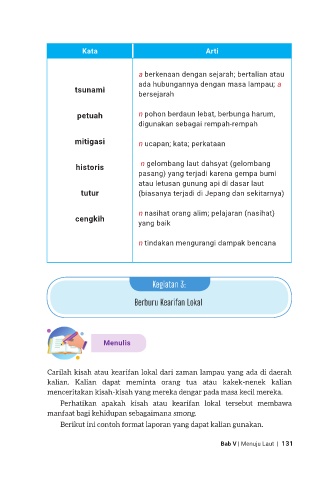 Kata Arti
a berkenaan dengan sejarah; bertalian atau
ada hubungannya dengan masa lampau; a
bersejarah
tsunami
petuah
n pohon berdaun lebat, berbunga harum,
digunakan sebagai rempah-rempah
mitigasi
n ucapan; kata; perkataan
historis
n gelombang laut dahsyat (gelombang
pasang) yang terjadi karena gempa bumi
atau letusan gunung api di dasar laut
(biasanya terjadi di Jepang dan sekitarnya)
tutur
n nasihat orang alim; pelajaran (nasihat)
yang baik
cengkih
n tindakan mengurangi dampak bencana
Kegiatan 3:
Berburu Kearifan Lokal
Menulis
Carilah kisah atau kearifan lokal dari zaman lampau yang ada di daerah
kalian. Kalian dapat meminta orang tua atau kakek-nenek kalian
menceritakan kisah-kisah yang mereka dengar pada masa kecil mereka.
Perhatikan apakah kisah atau kearifan lokal tersebut membawa
manfaat bagi kehidupan sebagaimana smong.
Berikut ini contoh format laporan yang dapat kalian gunakan.
Bab V | Menuju Laut | 131